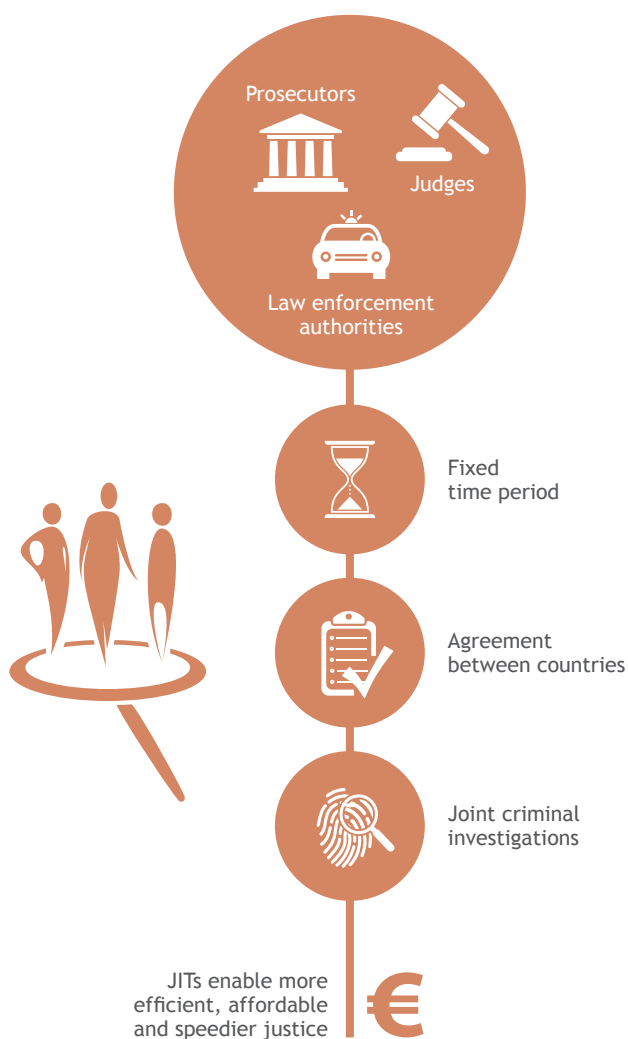 Prosecutors
Judges
Law enforcement
authorities
Fixed
time period
Agreement
between countries
Joint criminal
investigations
JITs enable more
efficient, affordable
and speedier justice
€